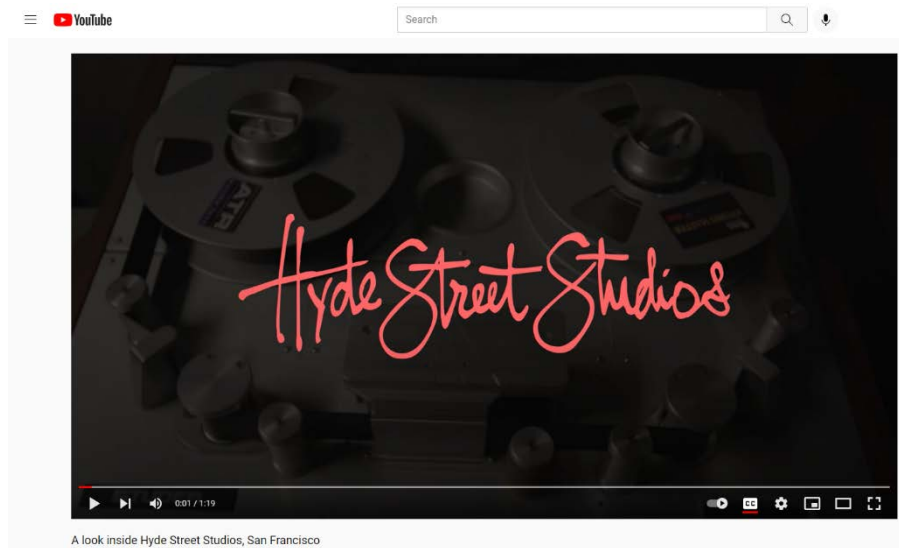 YouTube
Search
ATR
Hyde Street Studios
0:01 / 1:19
CC
A look inside Hyde Street Studios, San Francisco